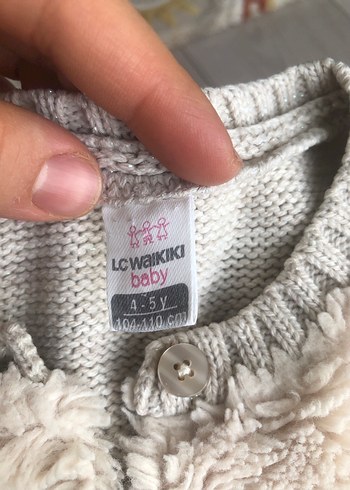 LC WAIKIKI
baby
4 - 5 y
104-110 cm